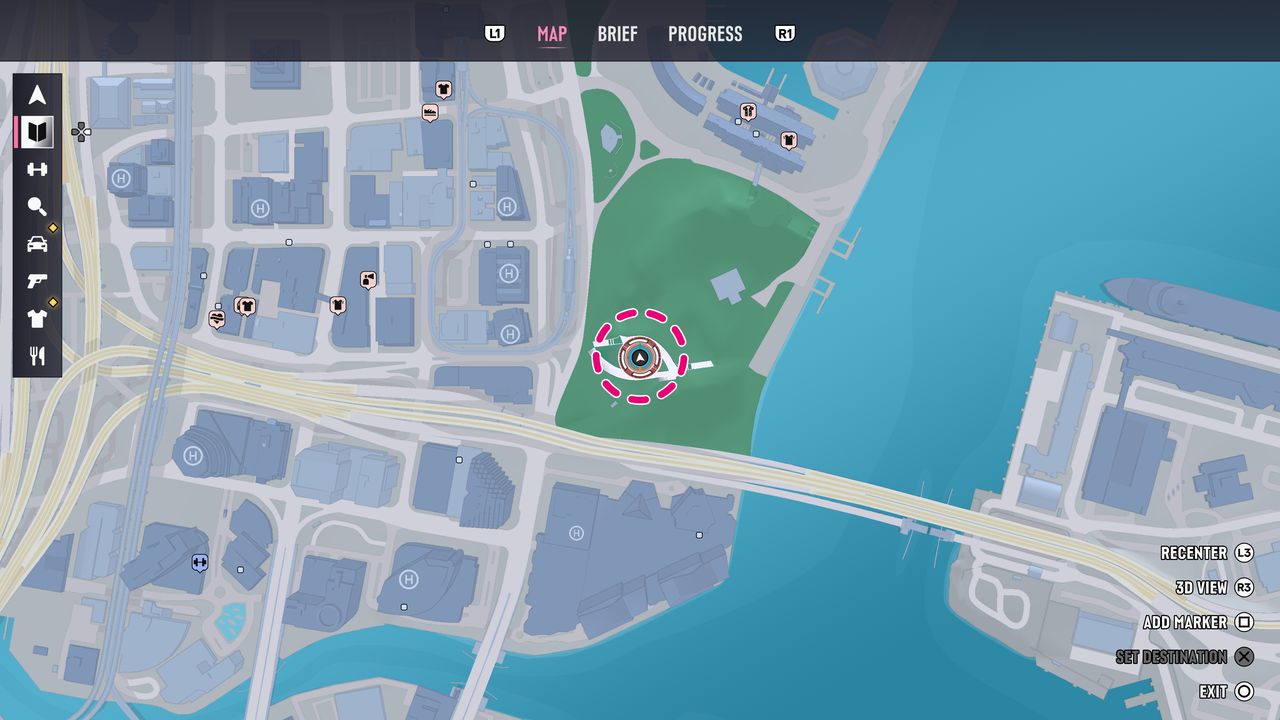 L1 MAP BRIEF PROGRESS R1
H
H
H
H
H
H
H
H
RECENTER L3
3D VIEW R3
ADD MARKER
SET DESTINATION
EXIT